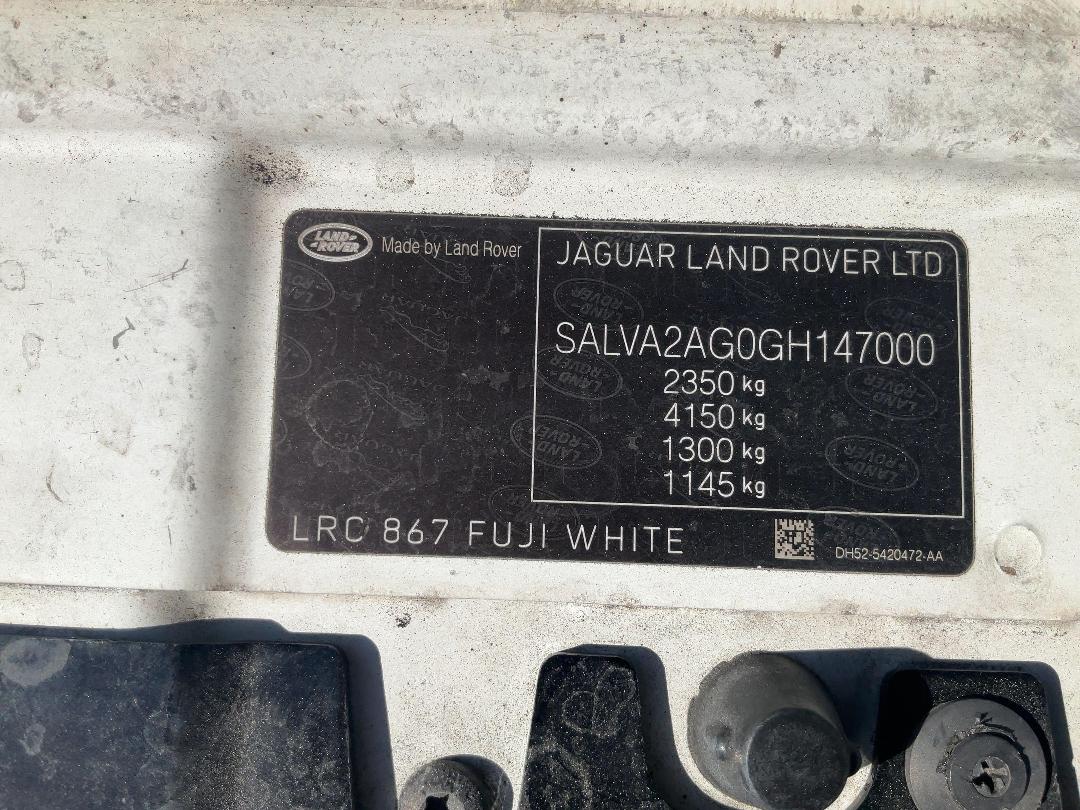 LAND-
-ROVER
Made by Land Rover
JAGUAR LAND ROVER LTD
SALVA2AG0GH147000
2350 kg
4150 kg
1300 kg
1145 kg
LRC 867 FUJI WHITE
DH52-5420472-AA